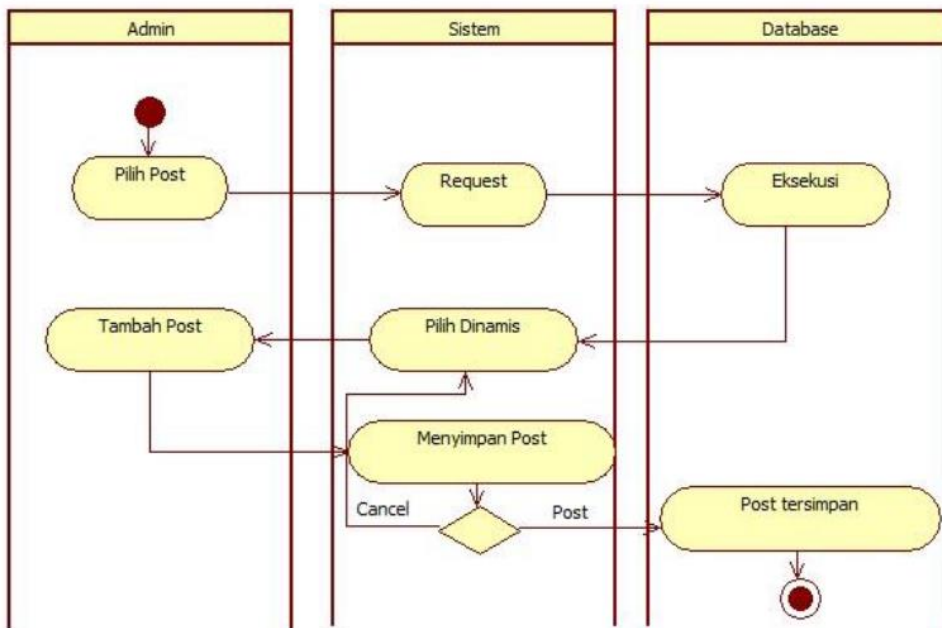 Admin
Sistem
Database
Pilih Post
Request
Eksekusi
Tambah Post
Pilih Dinamis
Menyimpan Post
Cancel
Post
Post tersimpan